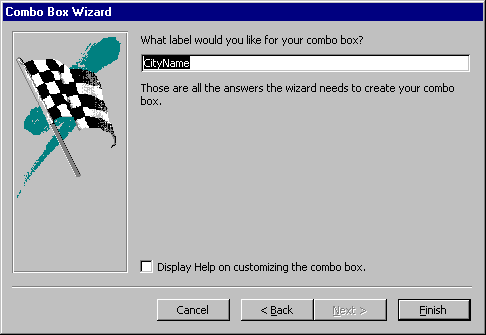 Combo Box Wizard
What label would you like for your combo box?
CityName
Those are all the answers the wizard needs to create your combo
box.
Display Help on customizing the combo box.
Cancel
< Back
Next >
Finish